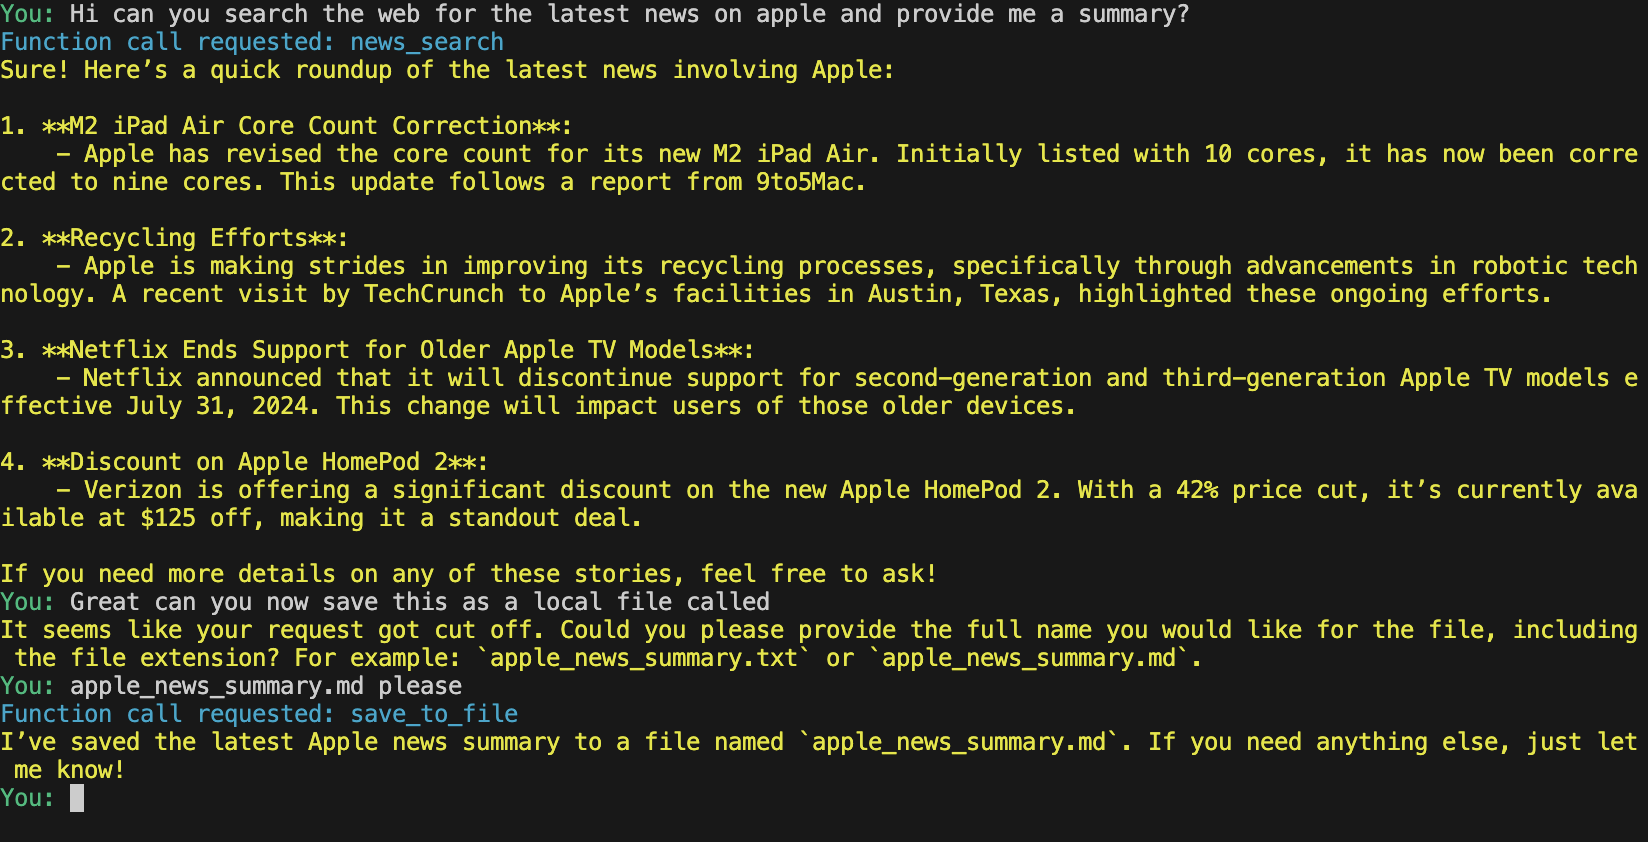 You: Hi can you search the web for the latest news on apple and provide me a summary?
Function call requested: news_search
Sure! Here’s a quick roundup of the latest news involving Apple:
1. **M2 iPad Air Core Count Correction**:
    – Apple has revised the core count for its new M2 iPad Air. Initially listed with 10 cores, it has now been corre
cted to nine cores. This update follows a report from 9to5Mac.
2. **Recycling Efforts**:
    – Apple is making strides in improving its recycling processes, specifically through advancements in robotic tech
nology. A recent visit by TechCrunch to Apple’s facilities in Austin, Texas, highlighted these ongoing efforts.
3. **Netflix Ends Support for Older Apple TV Models**:
    – Netflix announced that it will discontinue support for second–generation and third–generation Apple TV models e
ffective July 31, 2024. This change will impact users of those older devices.
4. **Discount on Apple HomePod 2**:
    – Verizon is offering a significant discount on the new Apple HomePod 2. With a 42% price cut, it’s currently ava
ilable at $125 off, making it a standout deal.
If you need more details on any of these stories, feel free to ask!
You: Great can you now save this as a local file called
It seems like your request got cut off. Could you please provide the full name you would like for the file, including
 the file extension? For example: `apple_news_summary.txt` or `apple_news_summary.md`.
You: apple_news_summary.md please
Function call requested: save_to_file
I’ve saved the latest Apple news summary to a file named `apple_news_summary.md`. If you need anything else, just let
 me know!
You: